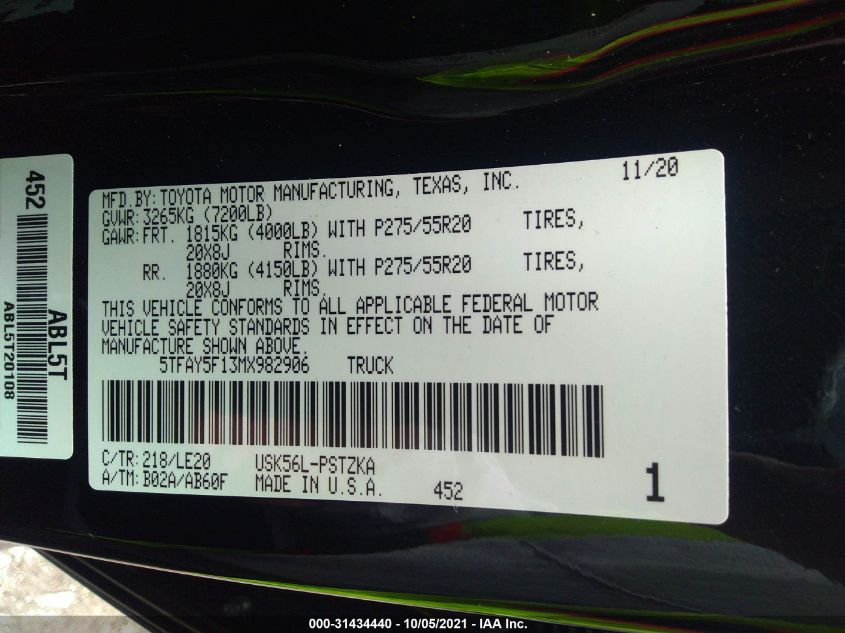 452
ABL5T
ABL5T20108
MFD.BY:TOYOTA MOTOR MANUFACTURING, TEXAS, INC. 11/20
GVWR:3265KG (7200LB)
GAWR:FRT. 1815KG (4000LB) WITH P275/55R20 TIRES,
20X8J RIMS.
RR. 1880KG (4150LB) WITH P275/55R20 TIRES,
20X8J RIMS.
THIS VEHICLE CONFORMS TO ALL APPLICABLE FEDERAL MOTOR
VEHICLE SAFETY STANDARDS IN EFFECT ON THE DATE OF
MANUFACTURE SHOWN ABOVE.
5TFAY5F13MX982906 TRUCK
C/TR:218/LE20 USK56L-PSTZKA
A/TM:B02A/AB60F MADE IN U.S.A. 452 1
000-31434440 - 10/05/2021 - IAA Inc.